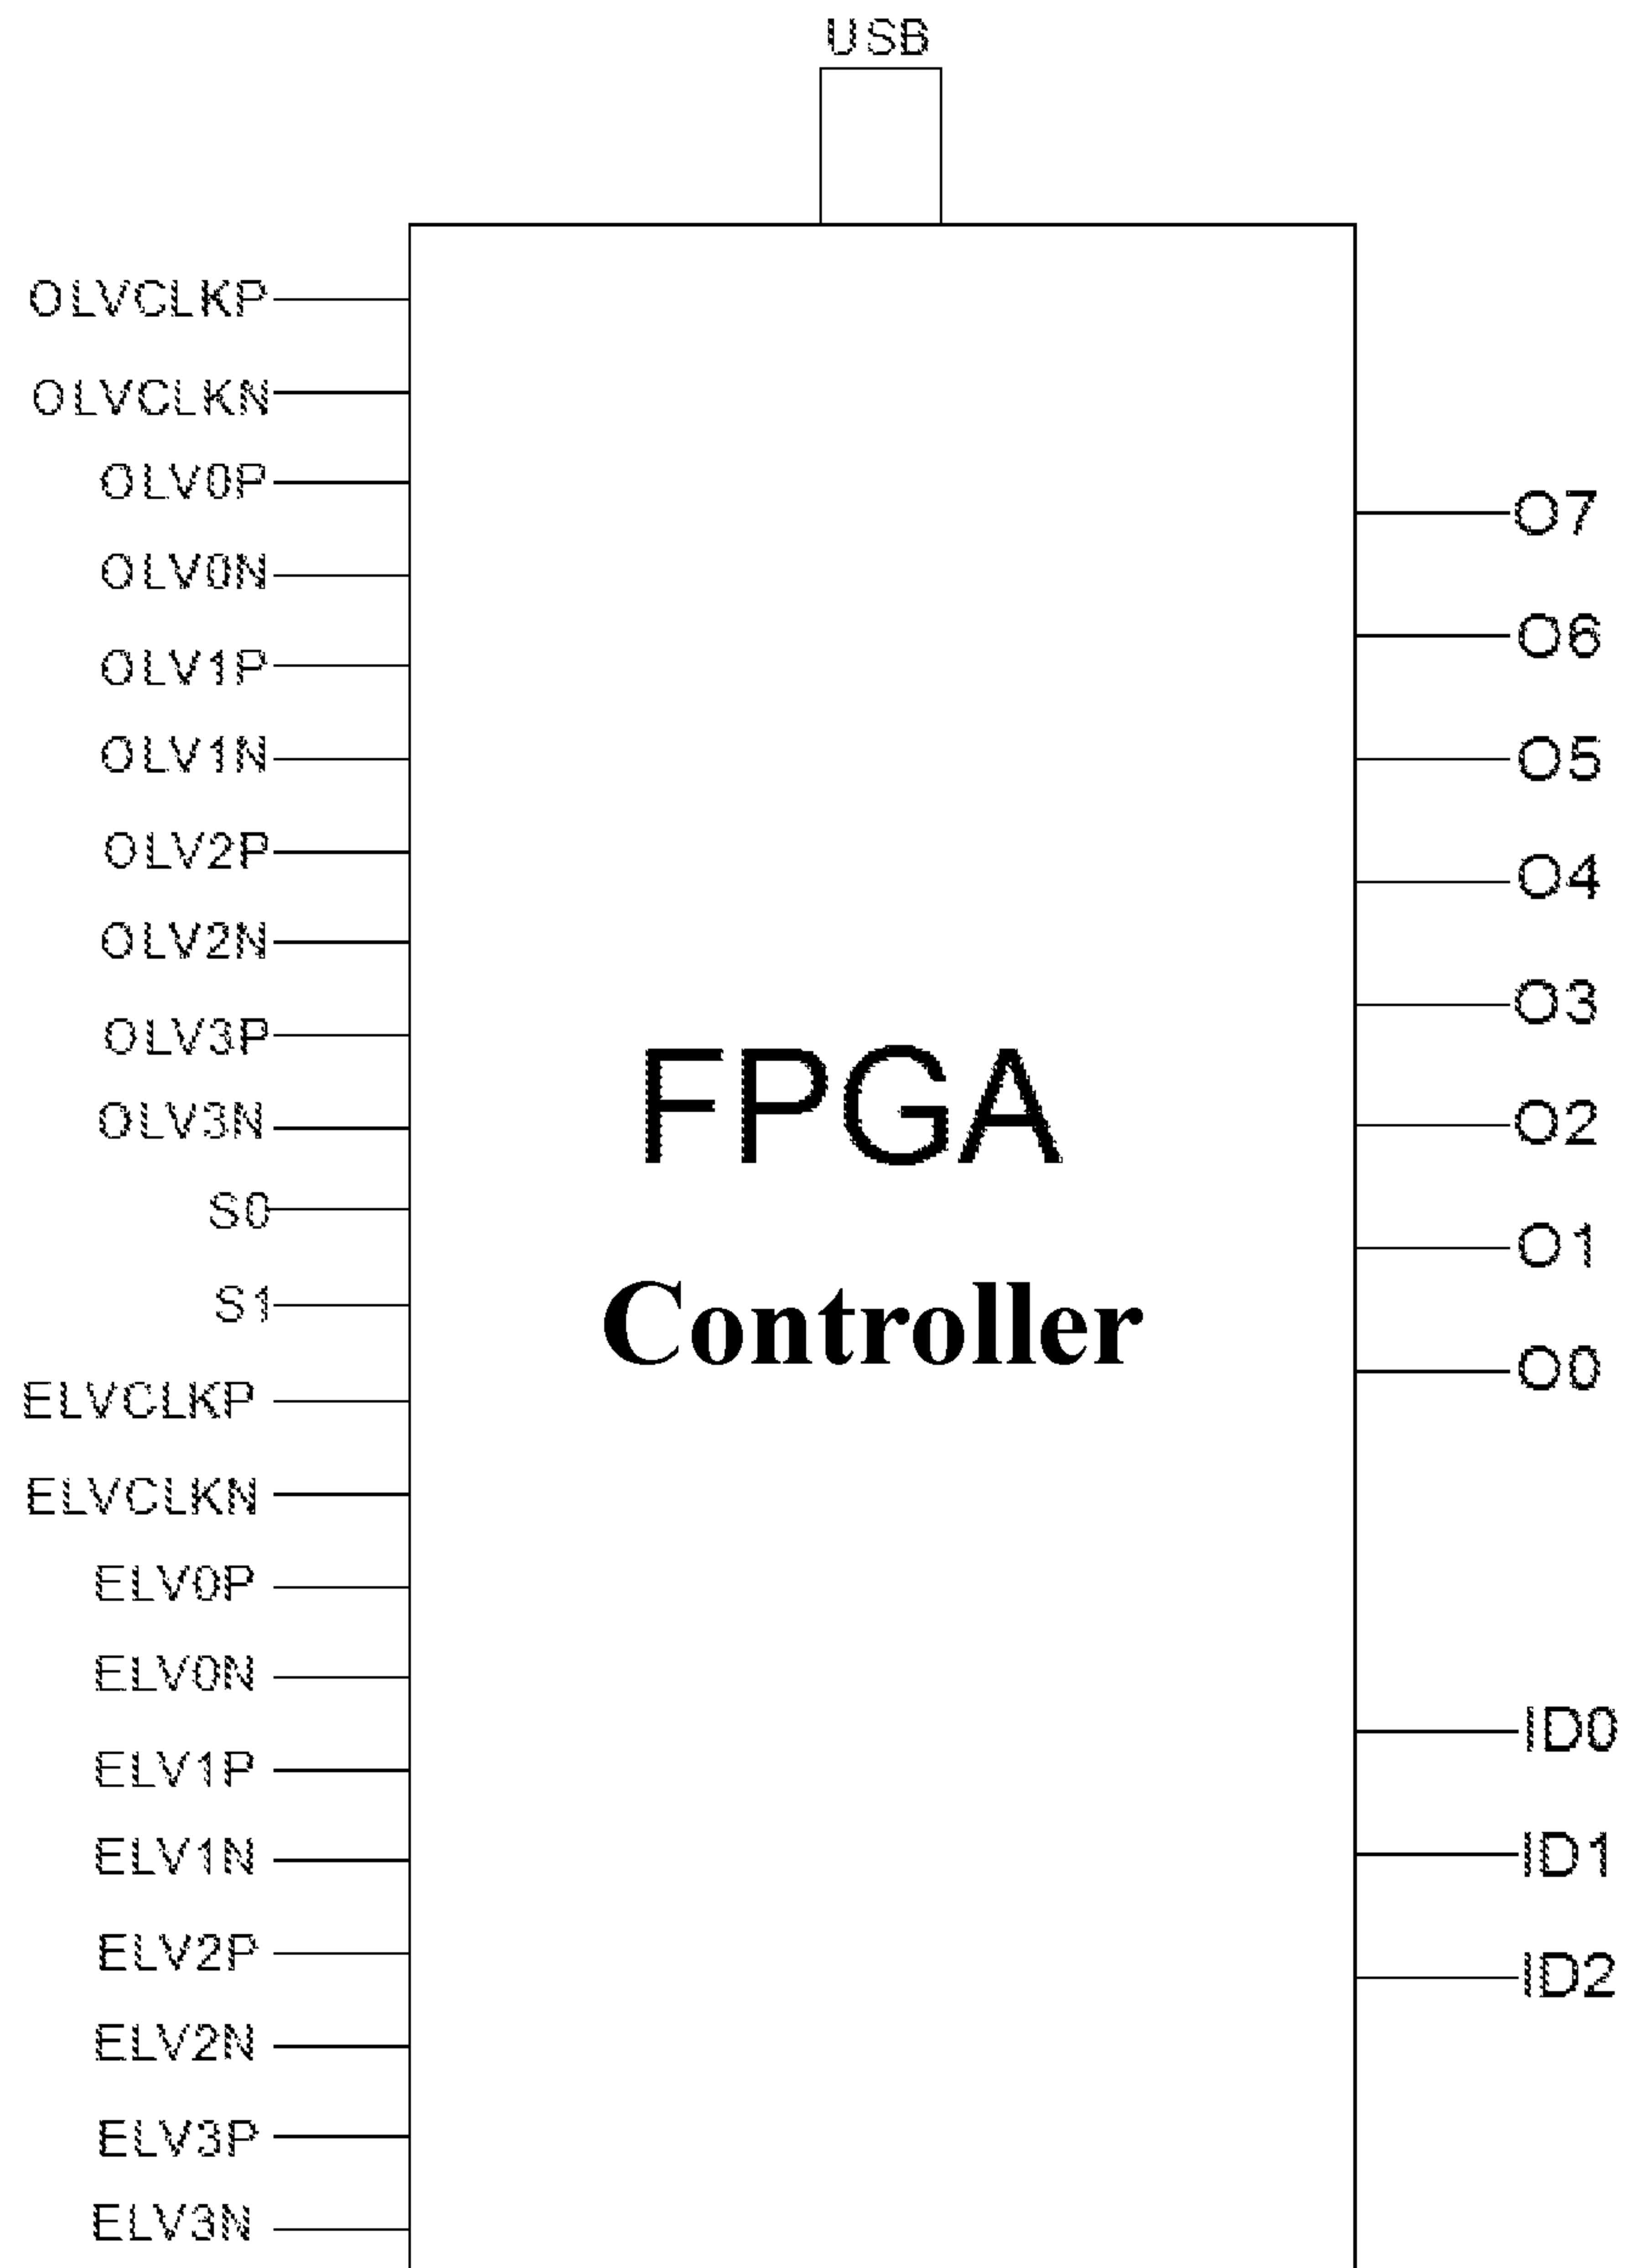 USB
OLVCLKP
OLVCLKN
OLV0P
OLV0N
OLV1P
OLV1N
OLV2P
OLV2N
OLV3P
OLV3N
S0
S1
ELVCLKP
ELVCLKN
ELV0P
ELV0N
ELV1P
ELV1N
ELV2P
ELV2N
ELV3P
ELV3N
FPGA
Controller
O7
O6
O5
O4
O3
O2
O1
O0
ID0
ID1
ID2